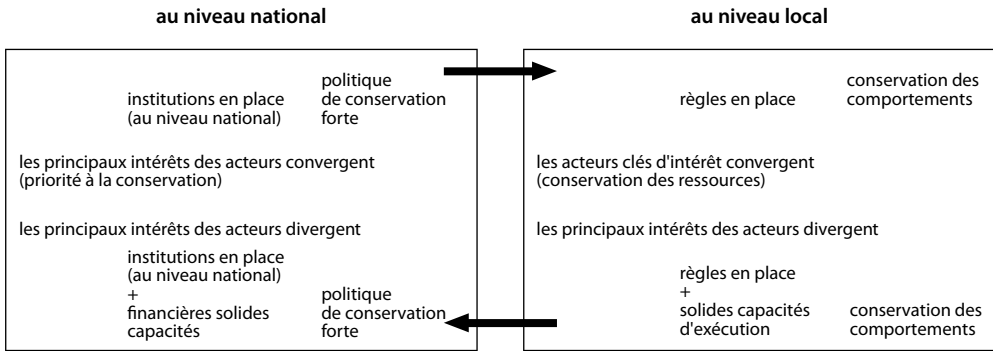 au niveau national
au niveau local
institutions en place
(au niveau national)
politique
de conservation
forte
les principaux intérêts des acteurs convergent
(priorité à la conservation)
les principaux intérêts des acteurs divergent
institutions en place
(au niveau national)
+
financières solides
capacités
politique
de conservation
forte
règles en place
conservation des
comportements
les acteurs clés d'intérêt convergent
(conservation des ressources)
les principaux intérêts des acteurs divergent
règles en place
+
solides capacités
d'exécution
conservation des
comportements